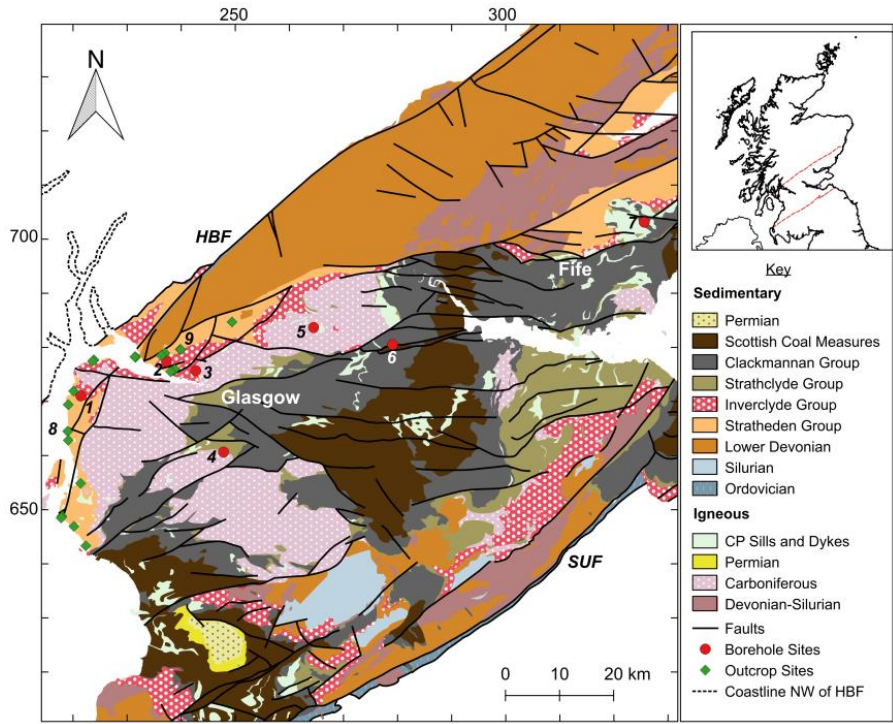 250
300
N
700
650
HBF
Fife
5
9
2
3
6
1
Glasgow
8
4
SUF
0 10 20 km
Key
Sedimentary
Permian
Scottish Coal Measures
Clackmannan Group
Strathclyde Group
Inverclyde Group
Stratheden Group
Lower Devonian
Silurian
Ordovician
Igneous
CP Sills and Dykes
Permian
Carboniferous
Devonian-Silurian
Faults
Borehole Sites
Outcrop Sites
Coastline NW of HBF